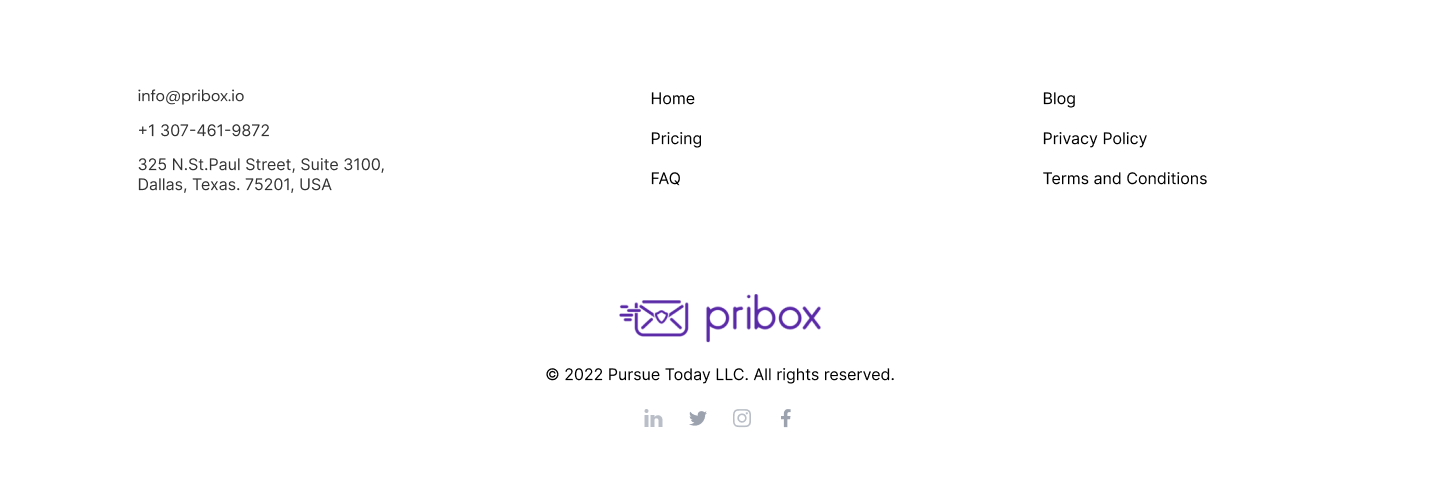 info@pribox.io
+1 307-461-9872
325 N.St.Paul Street, Suite 3100,
Dallas, Texas. 75201, USA
Home
Pricing
FAQ
Blog
Privacy Policy
Terms and Conditions
pribox
© 2022 Pursue Today LLC. All rights reserved.